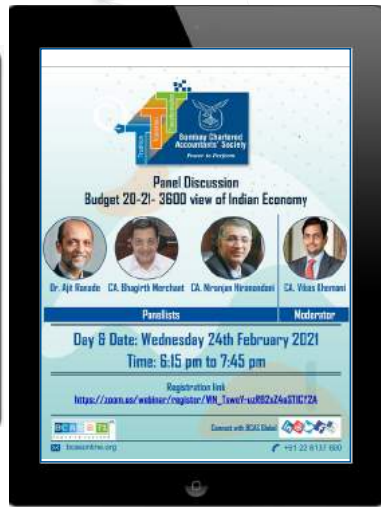 Bombay Chartered
Accountants' Society
Power to Perform
Panel Discussion
Budget 20-21- 360O view of Indian Economy
Dr. Ajit Ranade CA. Bhagirth Merchant CA. Niranjan Hiranandani CA. Vikas Khemani
Panellists Moderator
Day & Date: Wednesday 24th February 2021
Time: 6:15 pm to 7:45 pm
Registration link
Connect with BCAS Global
bcasonline.org